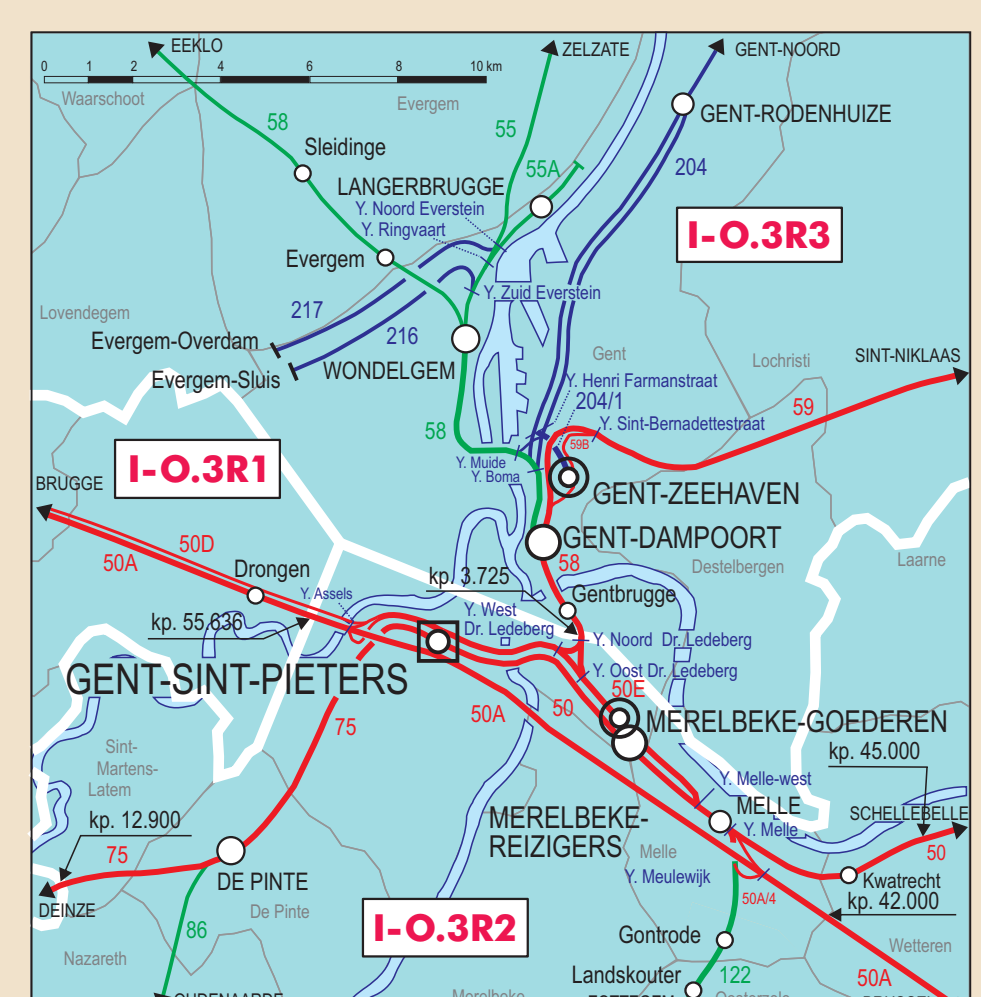 EEKLO
ZELZATE
GENT-NOORD
0 1 2 4 6 8 10 km
Waarschoot
Evergem
GENT-RODENHUIZE
58
55
Sleidinge
55A
204
LANGERBRUGGE
Y. Noord Everstein
Y. Ringvaart
I-O.3R3
Evergem
Y. Zuid Everstein
217
Lovendegem
216
Evergem-Overdam
Gent
Lochristi
SINT-NIKLAAS
WONDELGEM
Evergem-Sluis
Y. Henri Farmanstraat
204/1
59
Y. Sint-Bernadettestraat
58
59B
I-O.3R1
Y. Muide
Y. Boma
BRUGGE
GENT-ZEEHAVEN
50D
50A
GENT-DAMPOORT
58
Destelbergen
Laarne
Drongen
kp. 3.725
Y. Assels
Gentbrugge
kp. 55.636
Y. West
Dr. Ledeberg
Y. Noord Dr. Ledeberg
GENT-SINT-PIETERS
Y. Oost Dr. Ledeberg
50E
50A
50
75
MERELBEKE-GOEDEREN
Sint-
Martens-
Latem
kp. 45.000
Y. Melle-west
MELLE
SCHELLEBELLE
kp. 12.900
MERELBEKE-
REIZIGERS
Y. Melle
Melle
50
75
Y. Meulewijk
Kwatrecht
DE PINTE
50A/4
kp. 42.000
DEINZE
De Pinte
86
I-O.3R2
Gontrode
Wetteren
Nazareth
Landskouter
122
50A
OUDENAARDE
Merelbeke
Oosterzele